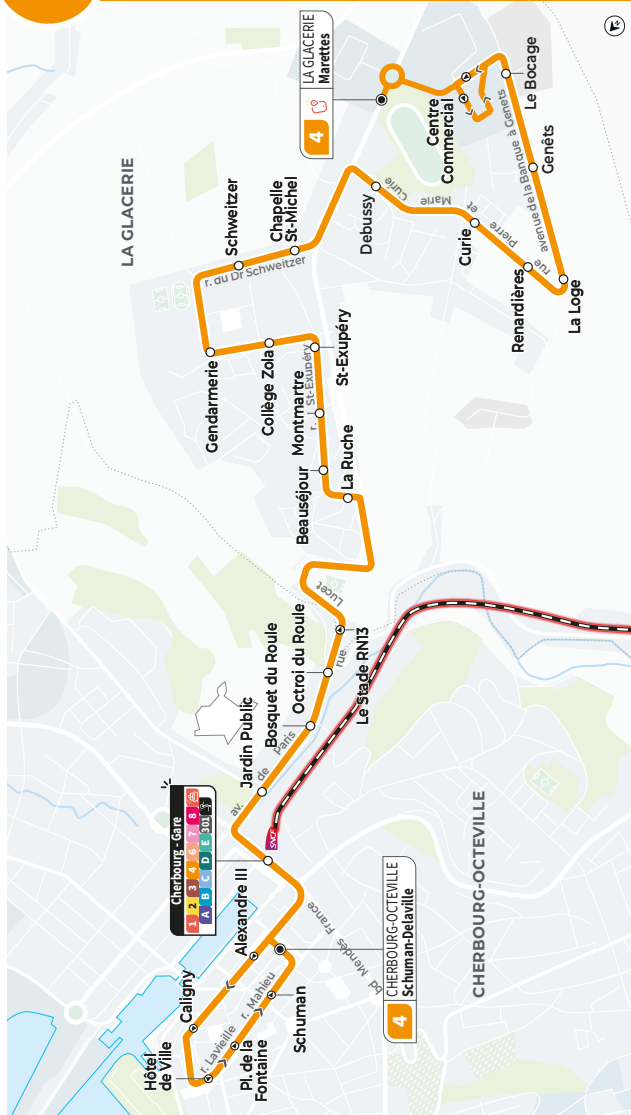 LA GLACERIE
Marettes
4
LA GLACERIE
Le Bocage
Centre
Commercial
Genêts
avenue de la Banque à Genets
Schweitzer
Chapelle
St-Michel
r. du Dr Schweitzer
Debussy
rue Pierre et Marie Curie
Curie
Renardières
La Loge
Gendarmerie
Collège Zola
St-Exupéry
r. St-Exupéry
Montmartre
Beauséjour
La Ruche
rue Lucet
Le Stade RN13
Octroi du Roule
Bosquet du Roule
Jardin Public
av. de Paris
Cherbourg - Gare
1 2 3 4 6 7 8
A B C D E 301
SNCF
Alexandre III
bd Mendès France
CHERBOURG-OCTEVILLE
CHERBOURG-OCTEVILLE
Schuman-Delaville
4
Caligny
Hôtel
de Ville
r. Lavieille
r. Mahieu
Pl. de la
Fontaine
Schuman